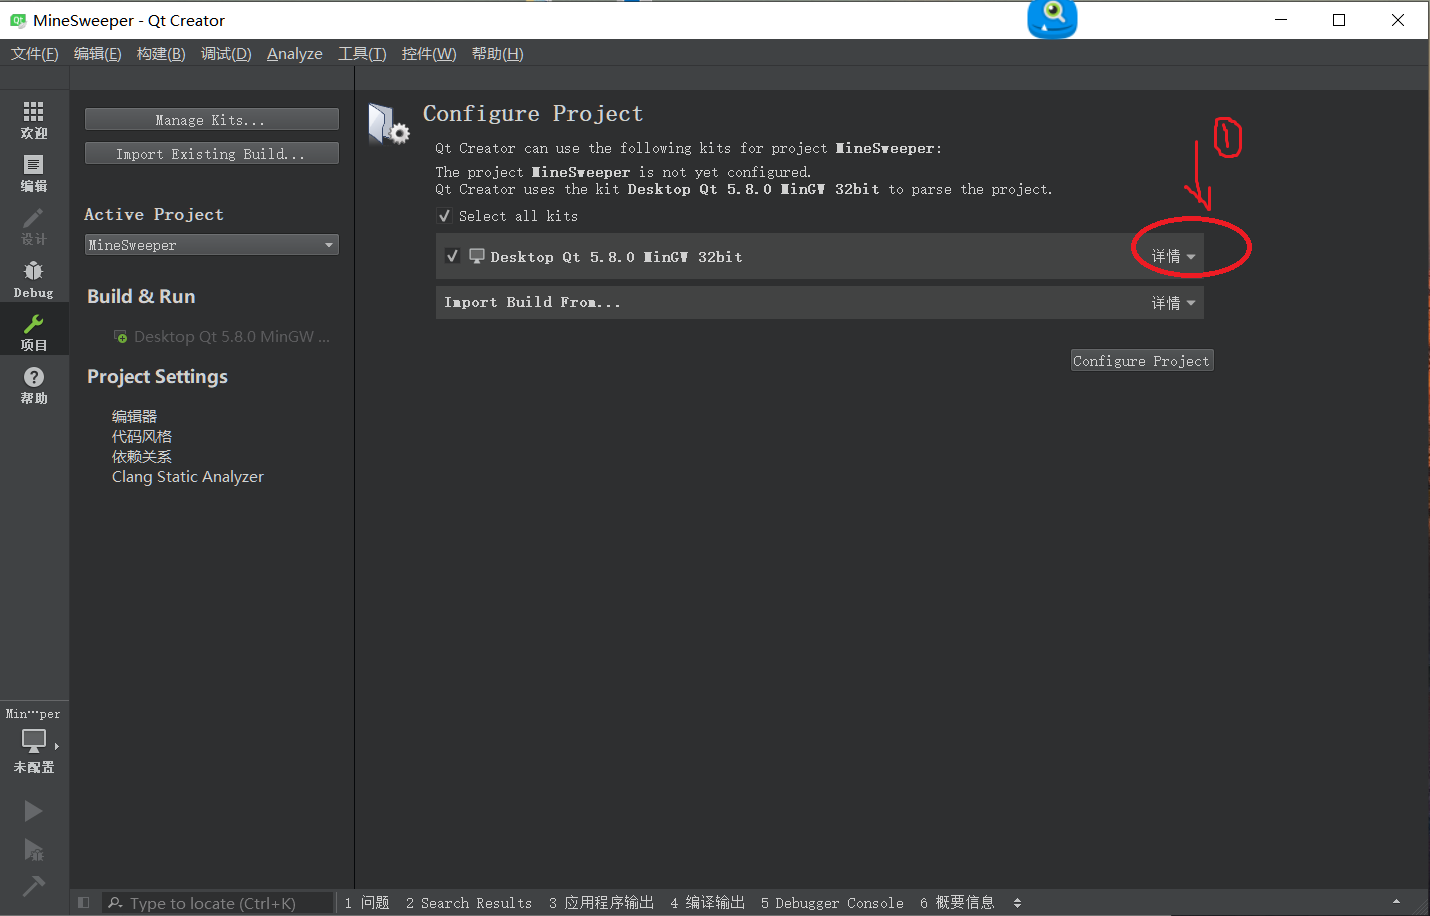 MineSweeper - Qt Creator
文件(F) 编辑(E) 构建(B) 调试(D) Analyze 工具(T) 控件(W) 帮助(H)
欢迎
编辑
设计
Debug
项目
帮助
Min···per
未配置
Manage Kits...
Import Existing Build...
Active Project
MineSweeper
Build & Run
Desktop Qt 5.8.0 MinGW ...
Project Settings
编辑器
代码风格
依赖关系
Clang Static Analyzer
Configure Project
Qt Creator can use the following kits for project MineSweeper:
The project MineSweeper is not yet configured.
Qt Creator uses the kit Desktop Qt 5.8.0 MinGW 32bit to parse the project.
Select all kits
Desktop Qt 5.8.0 MinGW 32bit 详情
Import Build From... 详情
Configure Project
1
Type to locate (Ctrl+K)
1 问题 2 Search Results 3 应用程序输出 4 编译输出 5 Debugger Console 6 概要信息